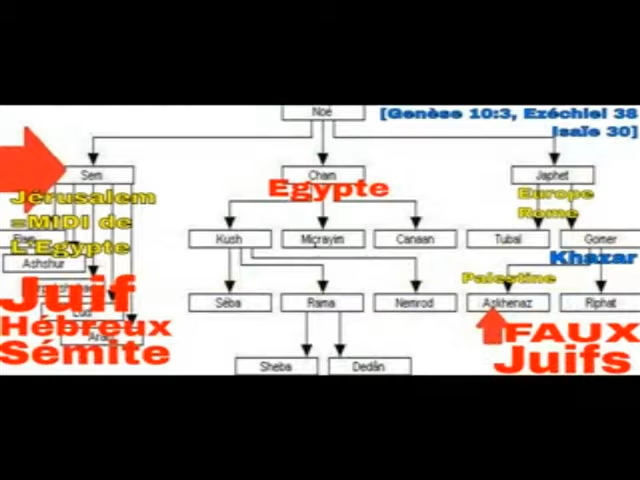 Noé
[Genèse 10:3, Ezéchiel 38
Isaïe 30]
Sem
Cham
Japhet
Egypte
Jérusalem
=MIDI de
L'Egypte
Europe
Rome
Kush
Miçrayim
Canaan
Tubal
Gomer
Ashshur
Khazar
Palestine
Séba
Rama
Nemrod
Ashkenaz
Riphat
Juif
Hébreux
Sémite
FAUX
Juifs
Sheba
Dedân